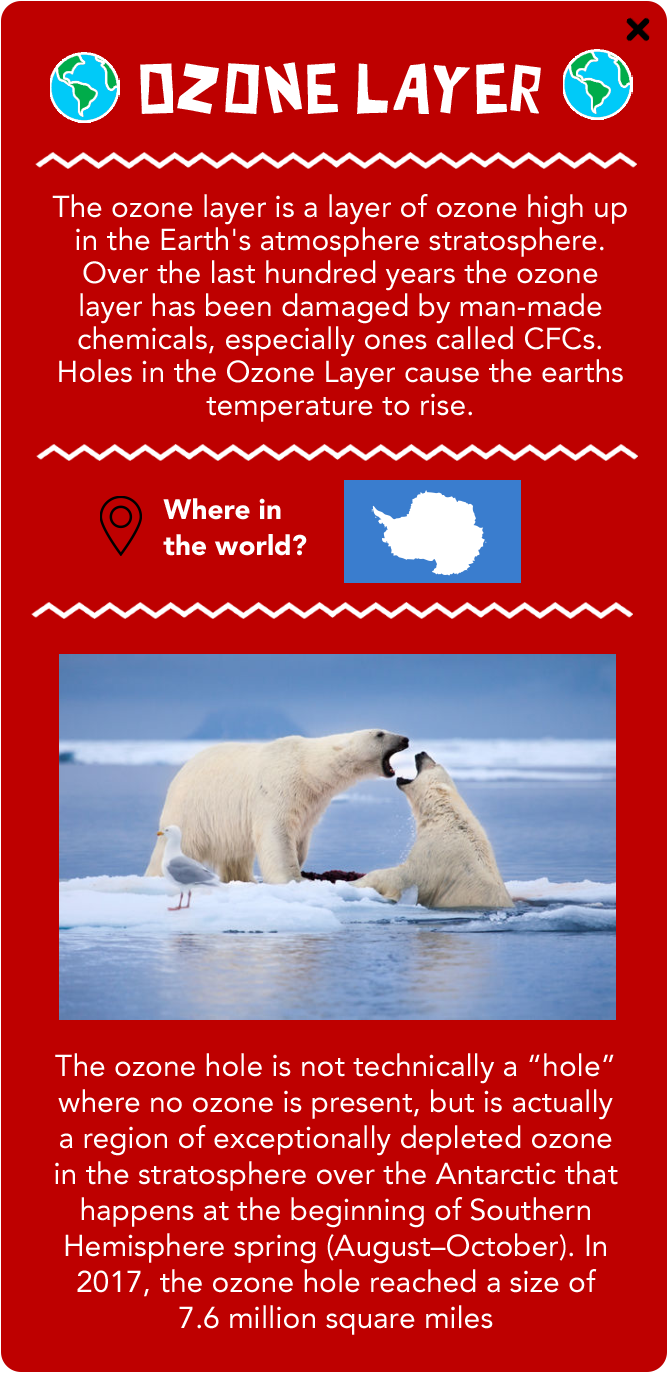 OZONE LAYER
The ozone layer is a layer of ozone high up
in the Earth's atmosphere stratosphere.
Over the last hundred years the ozone
layer has been damaged by man-made
chemicals, especially ones called CFCs.
Holes in the Ozone Layer cause the earths
temperature to rise.
Where in
the world?
The ozone hole is not technically a “hole”
where no ozone is present, but is actually
a region of exceptionally depleted ozone
in the stratosphere over the Antarctic that
happens at the beginning of Southern
Hemisphere spring (August–October). In
2017, the ozone hole reached a size of
7.6 million square miles